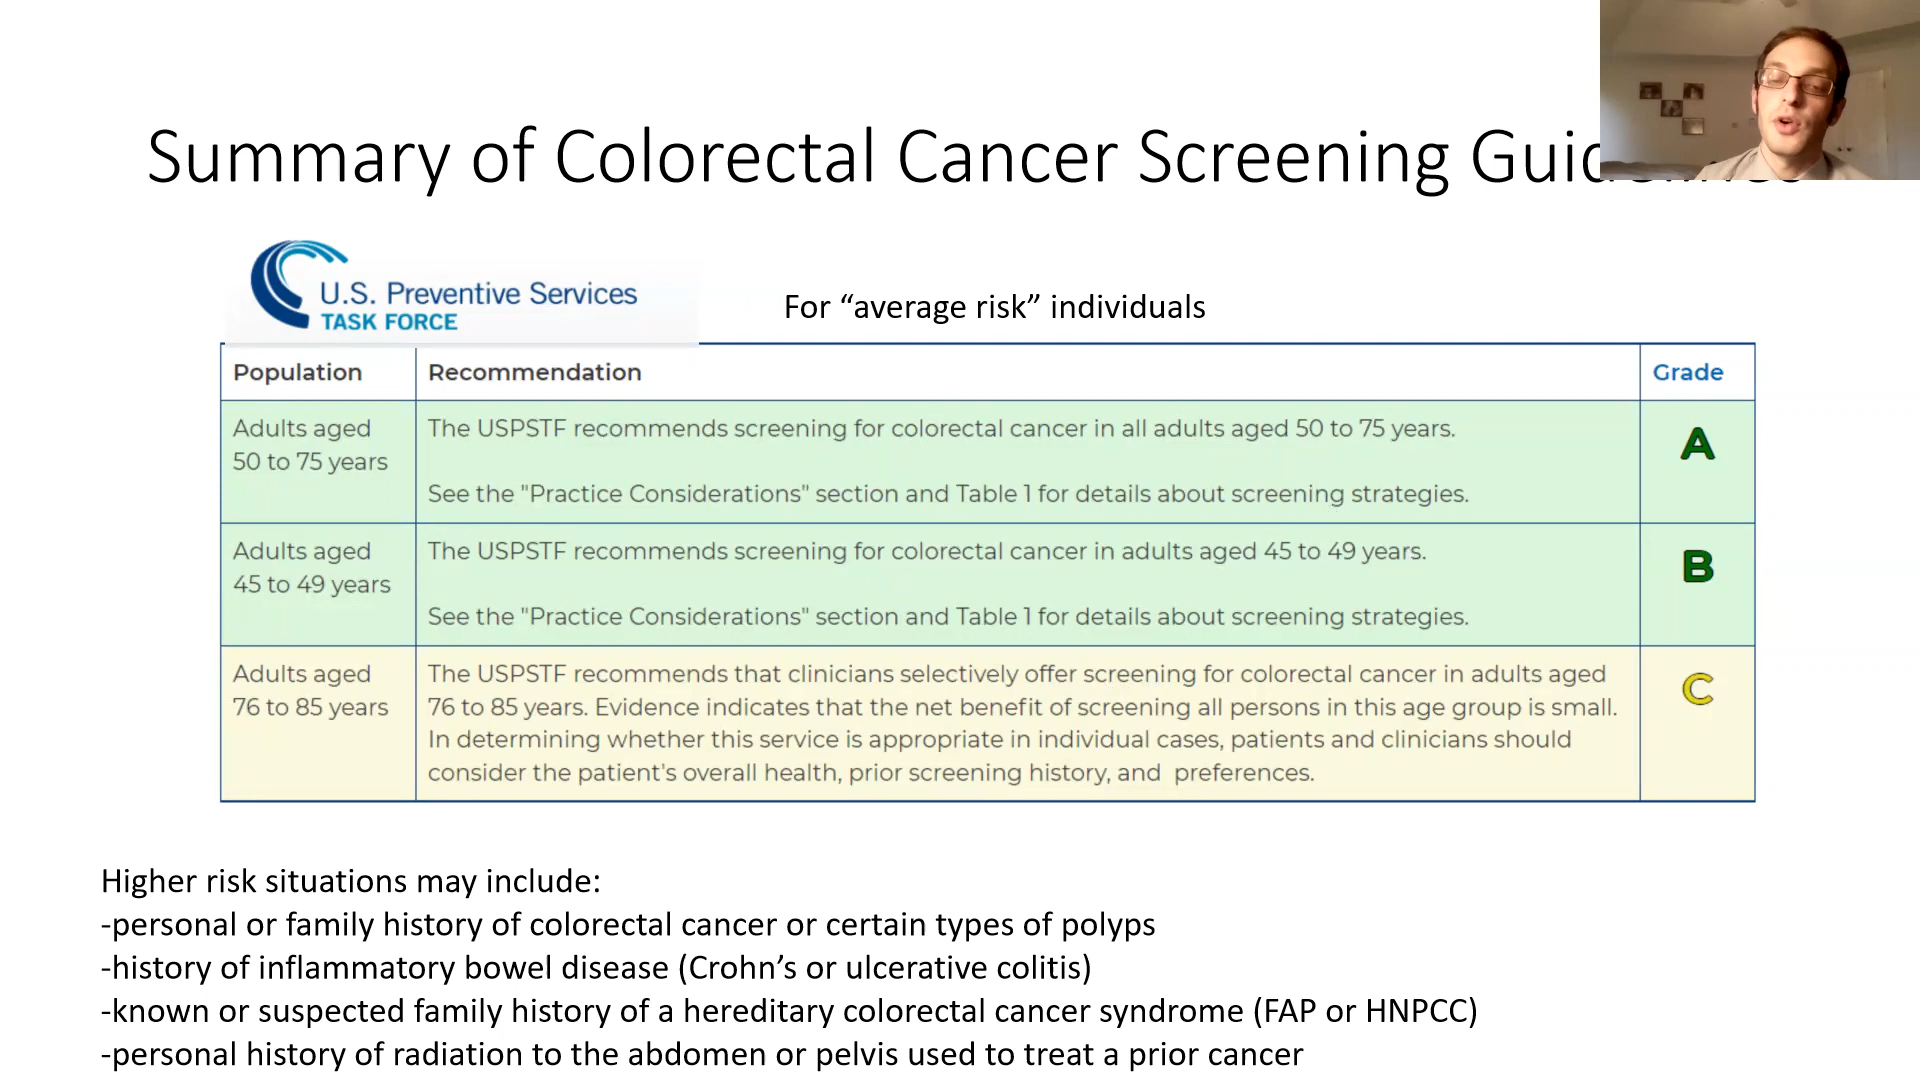 Summary of Colorectal Cancer Screening
U.S. Preventive Services
TASK FORCE
For “average risk” individuals
Population
Recommendation
Grade
Adults aged
50 to 75 years
The USPSTF recommends screening for colorectal cancer in all adults aged 50 to 75 years.
See the "Practice Considerations" section and Table 1 for details about screening strategies.
A
Adults aged
45 to 49 years
The USPSTF recommends screening for colorectal cancer in adults aged 45 to 49 years.
See the "Practice Considerations" section and Table 1 for details about screening strategies.
B
Adults aged
76 to 85 years
The USPSTF recommends that clinicians selectively offer screening for colorectal cancer in adults aged
76 to 85 years. Evidence indicates that the net benefit of screening all persons in this age group is small.
In determining whether this service is appropriate in individual cases, patients and clinicians should
consider the patient's overall health, prior screening history, and preferences.
C
Higher risk situations may include:
-personal or family history of colorectal cancer or certain types of polyps
-history of inflammatory bowel disease (Crohn’s or ulcerative colitis)
-known or suspected family history of a hereditary colorectal cancer syndrome (FAP or HNPCC)
-personal history of radiation to the abdomen or pelvis used to treat a prior cancer